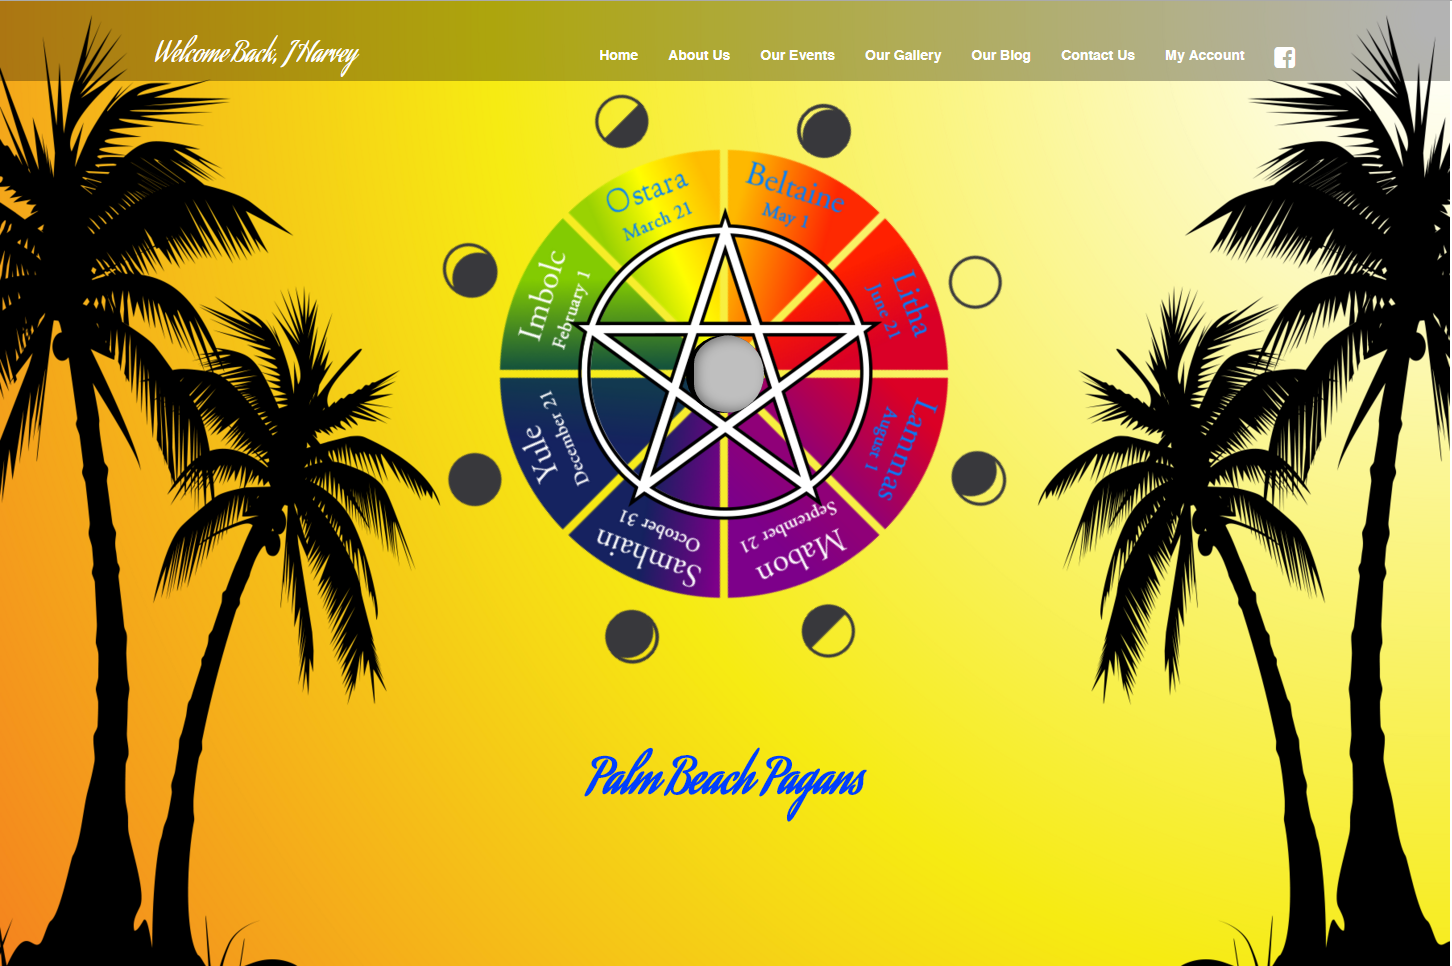 Welcome Back, J Harvey
Home About Us Our Events Our Gallery Our Blog Contact Us My Account
Ostara
March 21
Beltaine
May 1
Imbolc
February 1
Litha
June 21
Yule
December 21
Lammas
August 1
Samhain
October 31
Mabon
September 21
Palm Beach Pagans